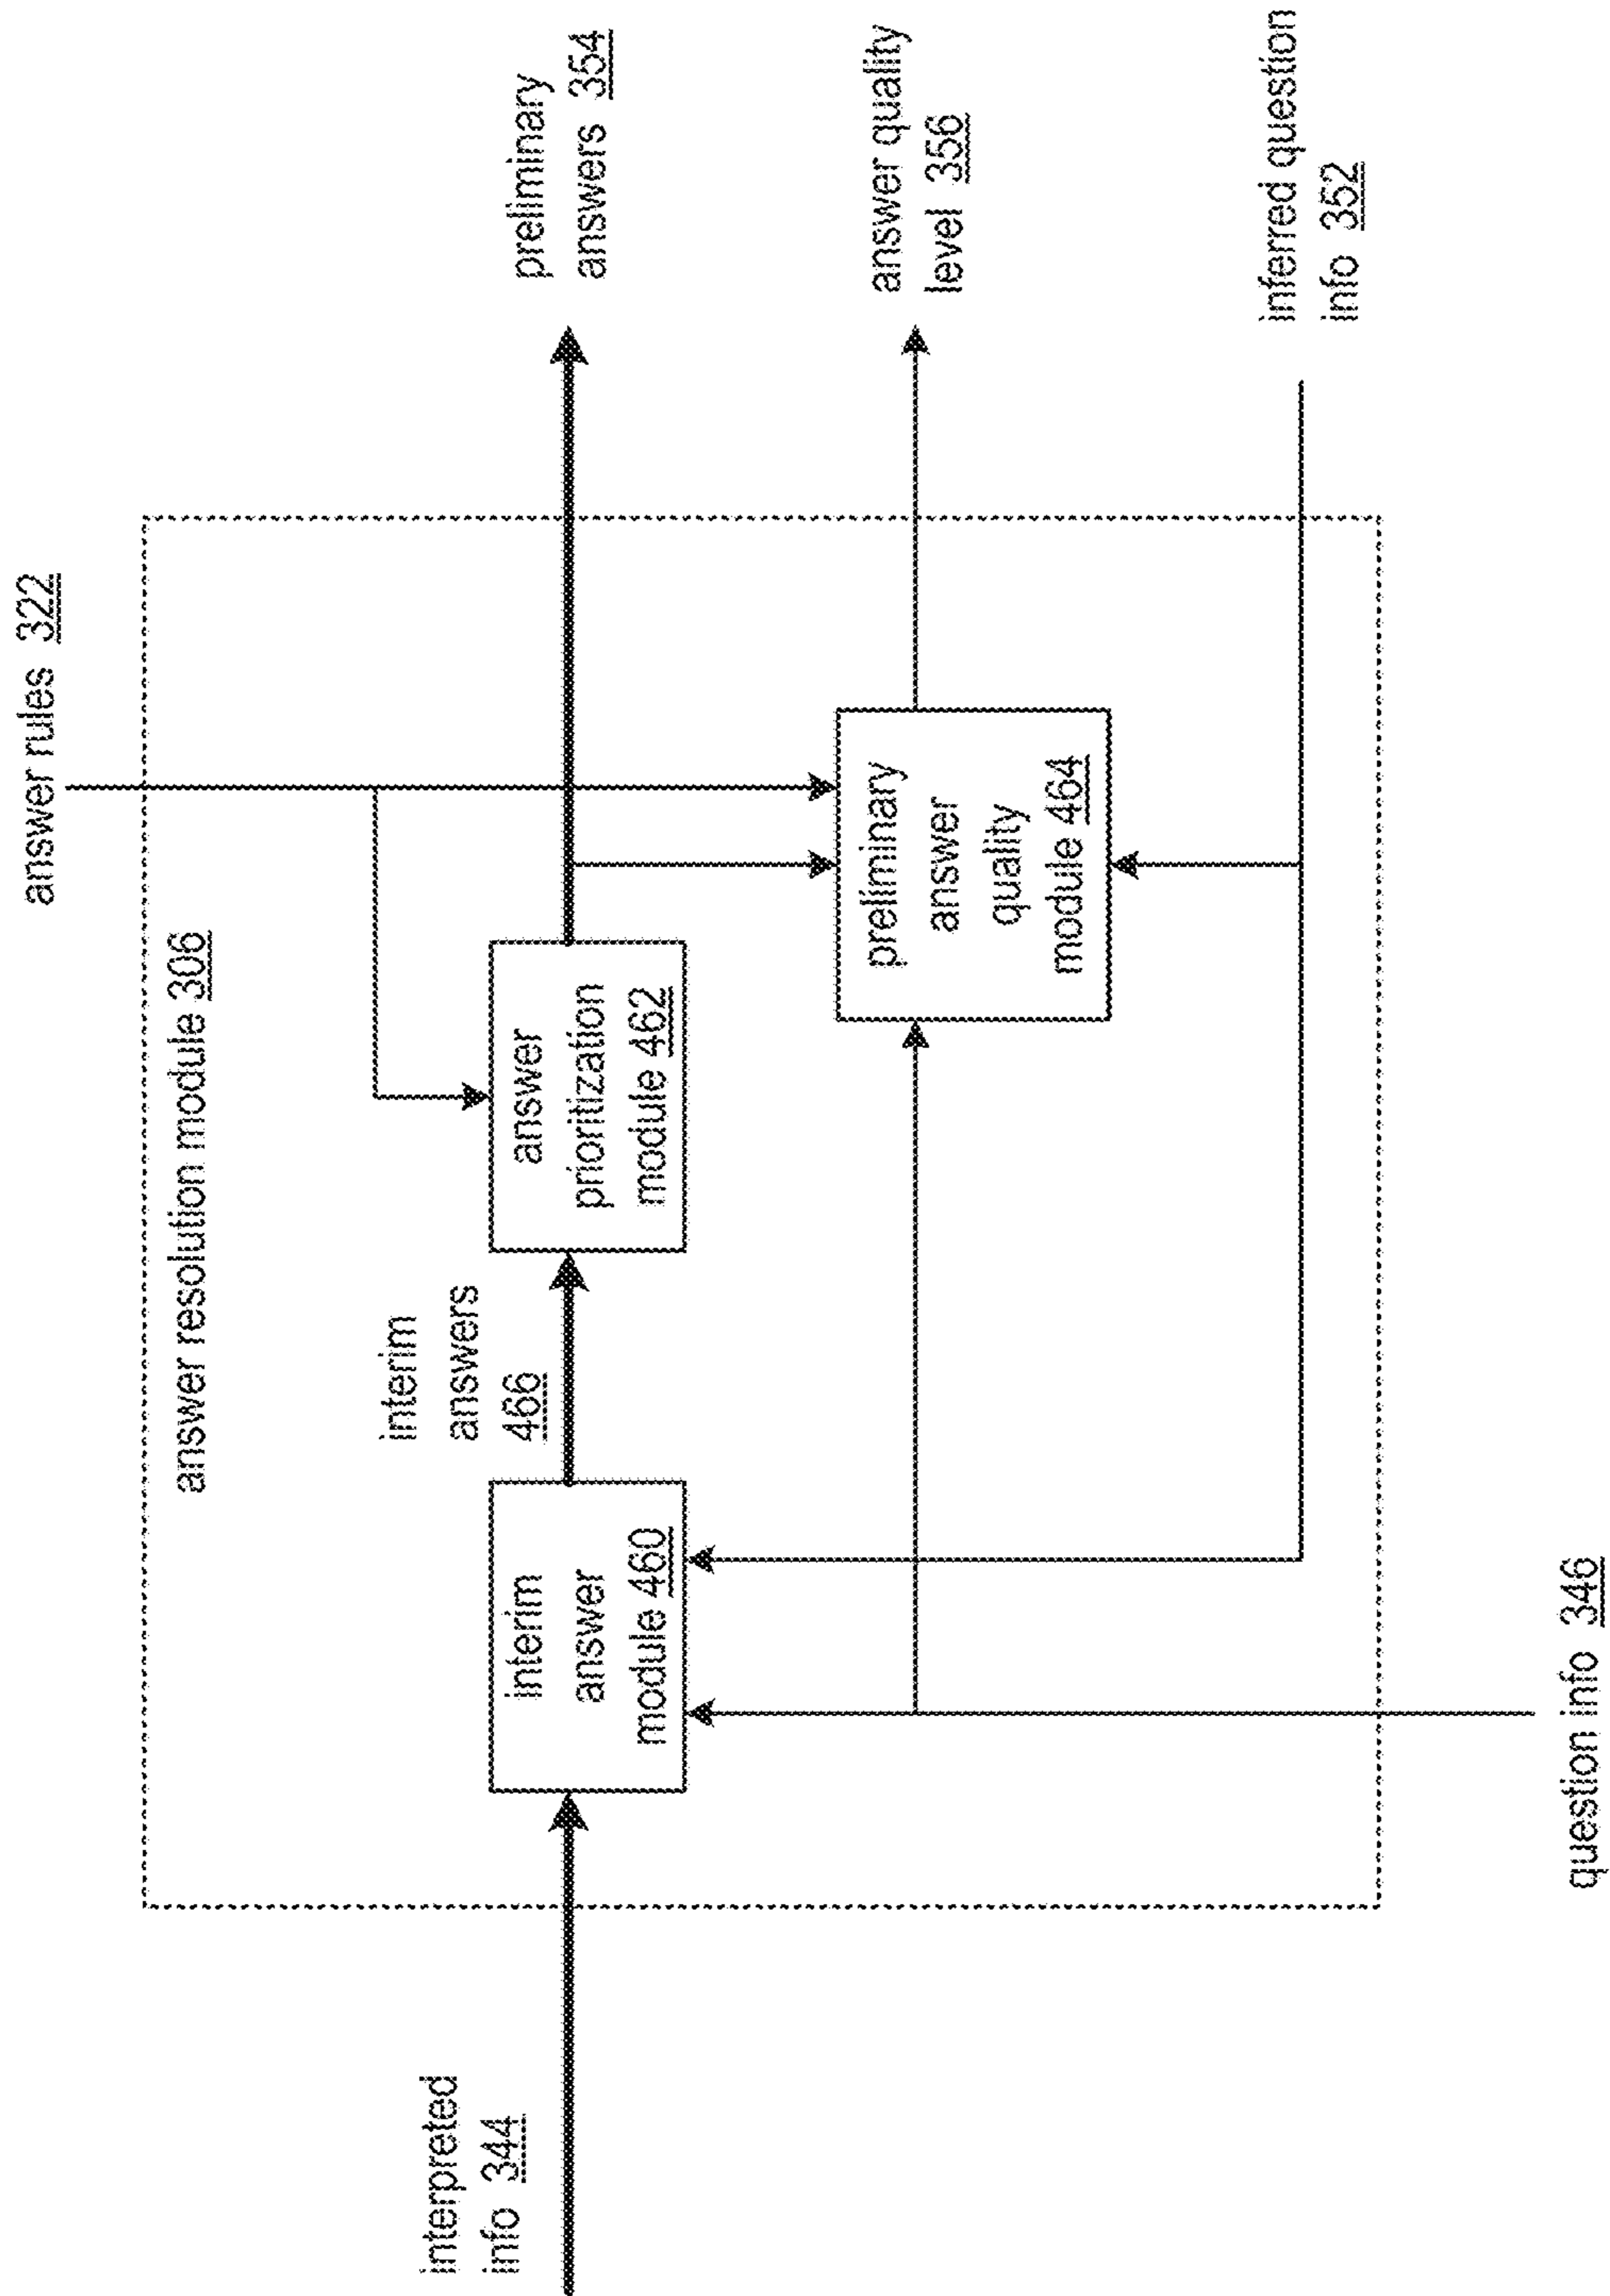 answer rules 322
answer resolution module 306
interpreted
info 344
interim
answer
module 460
interim
answers
466
answer
prioritization
module 462
preliminary
answers 354
preliminary
answer
quality
module 464
answer quality
level 356
inferred question
info 352
question info 346